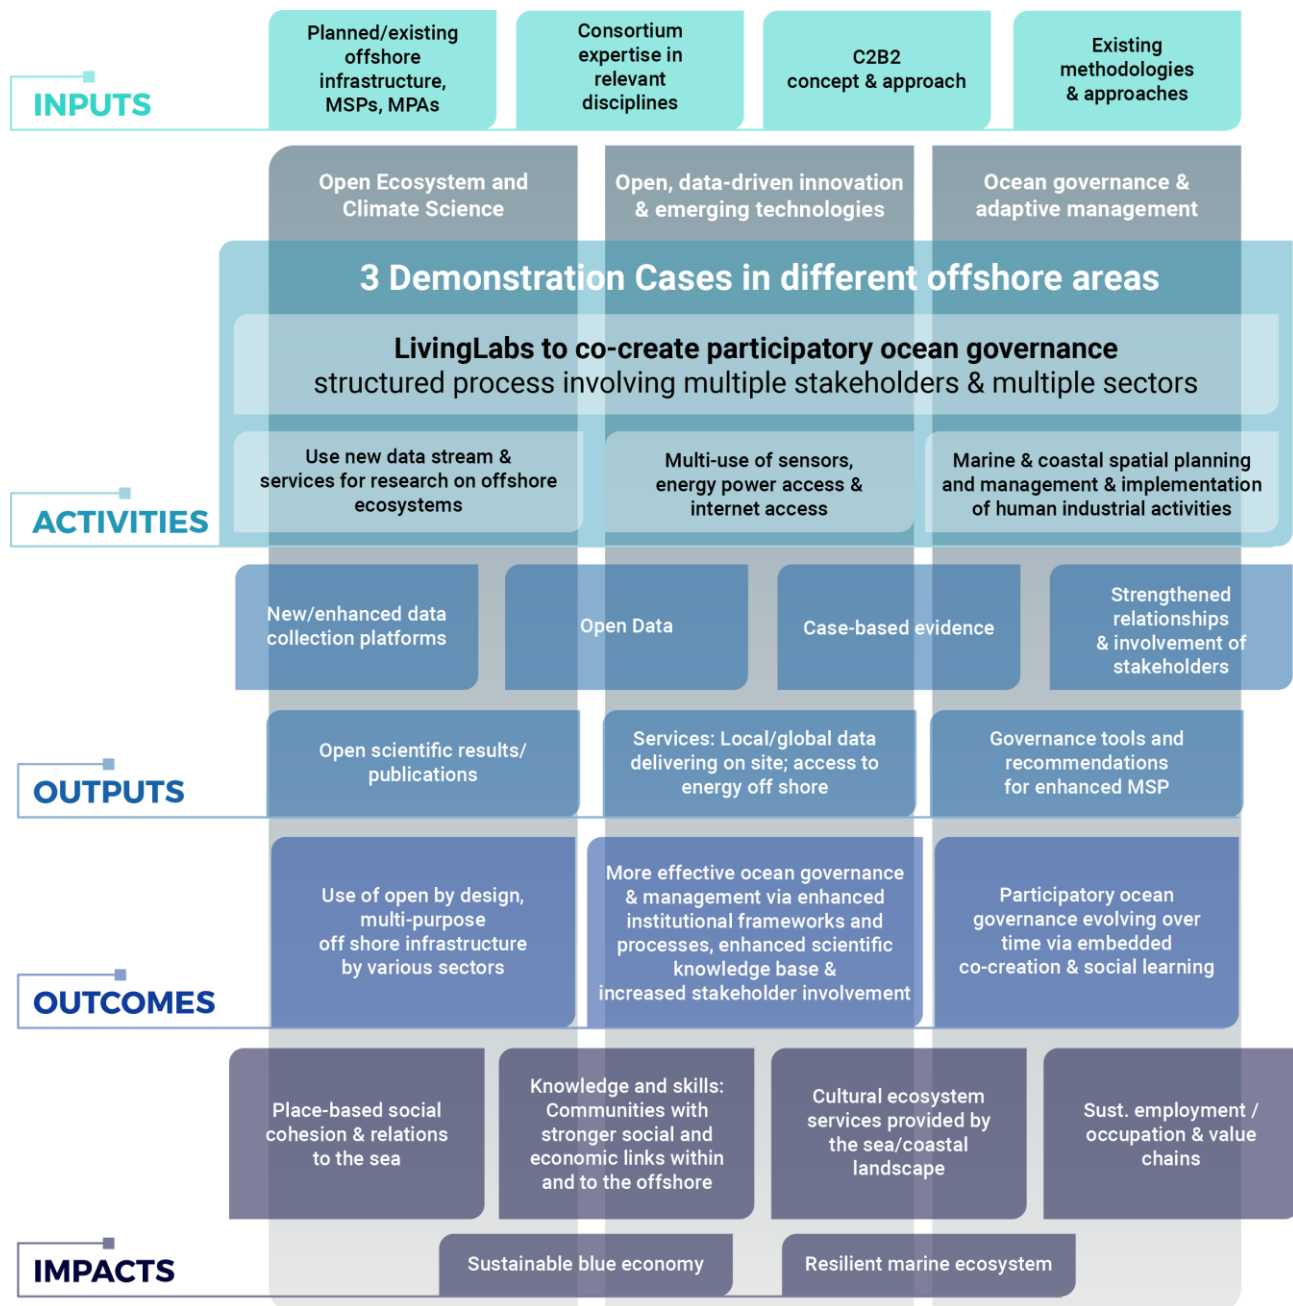 INPUTS
Planned/existing
offshore
infrastructure,
MSPs, MPAs
Consortium
expertise in
relevant
disciplines
C2B2
concept & approach
Existing
methodologies
& approaches
Open Ecosystem and
Climate Science
Open, data-driven innovation
& emerging technologies
Ocean governance &
adaptive management
3 Demonstration Cases in different offshore areas
LivingLabs to co-create participatory ocean governance
structured process involving multiple stakeholders & multiple sectors
ACTIVITIES
Use new data stream &
services for research on offshore
ecosystems
Multi-use of sensors,
energy power access &
internet access
Marine & coastal spatial planning
and management & implementation
of human industrial activities
New/enhanced data
collection platforms
Open Data
Case-based evidence
Strengthened
relationships
& involvement of
stakeholders
OUTPUTS
Open scientific results/
publications
Services: Local/global data
delivering on site; access to
energy off shore
Governance tools and
recommendations
for enhanced MSP
OUTCOMES
Use of open by design,
multi-purpose
off shore infrastructure
by various sectors
More effective ocean governance
& management via enhanced
institutional frameworks and
processes, enhanced scientific
knowledge base &
increased stakeholder involvement
Participatory ocean
governance evolving over
time via embedded
co-creation & social learning
Place-based social
cohesion & relations
to the sea
Knowledge and skills:
Communities with
stronger social and
economic links within
and to the offshore
Cultural ecosystem
services provided by
the sea/coastal
landscape
Sust. employment /
occupation & value
chains
IMPACTS
Sustainable blue economy
Resilient marine ecosystem